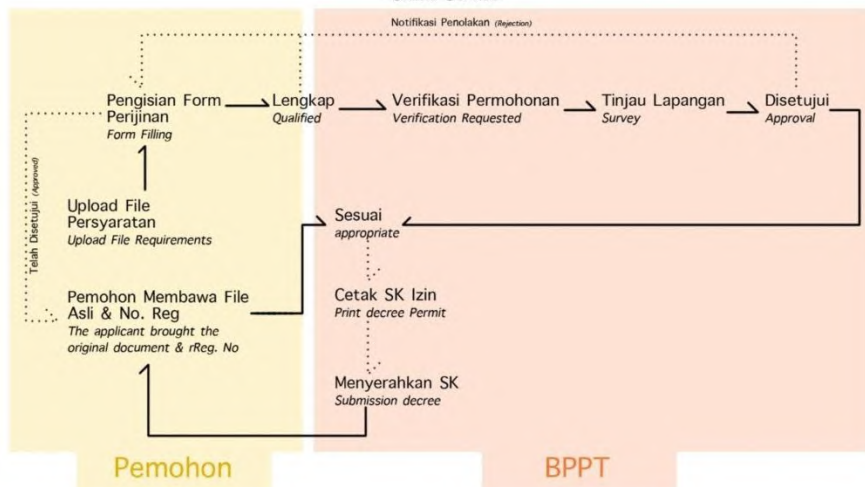 Notifikasi Penolakan (Rejection)
Pengisian Form
Perijinan
Form Filling
Lengkap
Qualified
Verifikasi Permohonan
Verification Requested
Tinjau Lapangan
Survey
Disetujui
Approval
Telah Disetujui (Approved)
Upload File
Persyaratan
Upload File Requirements
Sesuai
appropriate
Pemohon Membawa File
Asli & No. Reg
The applicant brought the
original document & rReg. No
Cetak SK Izin
Print decree Permit
Menyerahkan SK
Submission decree
Pemohon
BPPT